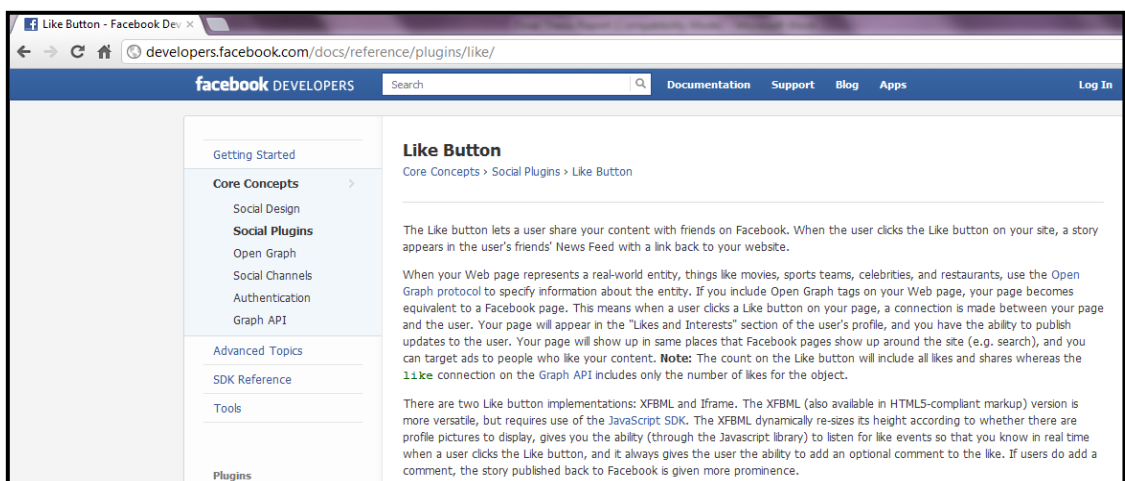 Like Button - Facebook Dev ×
developers.facebook.com/docs/reference/plugins/like/
facebook DEVELOPERS Search Documentation Support Blog Apps Log In
Getting Started
Core Concepts
Social Design
Social Plugins
Open Graph
Social Channels
Authentication
Graph API
Advanced Topics
SDK Reference
Tools
Plugins
Like Button
Core Concepts › Social Plugins › Like Button
The Like button lets a user share your content with friends on Facebook. When the user clicks the Like button on your site, a story
appears in the user's friends' News Feed with a link back to your website.
When your Web page represents a real-world entity, things like movies, sports teams, celebrities, and restaurants, use the Open
Graph protocol to specify information about the entity. If you include Open Graph tags on your Web page, your page becomes
equivalent to a Facebook page. This means when a user clicks a Like button on your page, a connection is made between your page
and the user. Your page will appear in the "Likes and Interests" section of the user's profile, and you have the ability to publish
updates to the user. Your page will show up in same places that Facebook pages show up around the site (e.g. search), and you
can target ads to people who like your content. Note: The count on the Like button will include all likes and shares whereas the
like connection on the Graph API includes only the number of likes for the object.
There are two Like button implementations: XFBML and Iframe. The XFBML (also available in HTML5-compliant markup) version is
more versatile, but requires use of the JavaScript SDK. The XFBML dynamically re-sizes its height according to whether there are
profile pictures to display, gives you the ability (through the Javascript library) to listen for like events so that you know in real time
when a user clicks the Like button, and it always gives the user the ability to add an optional comment to the like. If users do add a
comment, the story published back to Facebook is given more prominence.